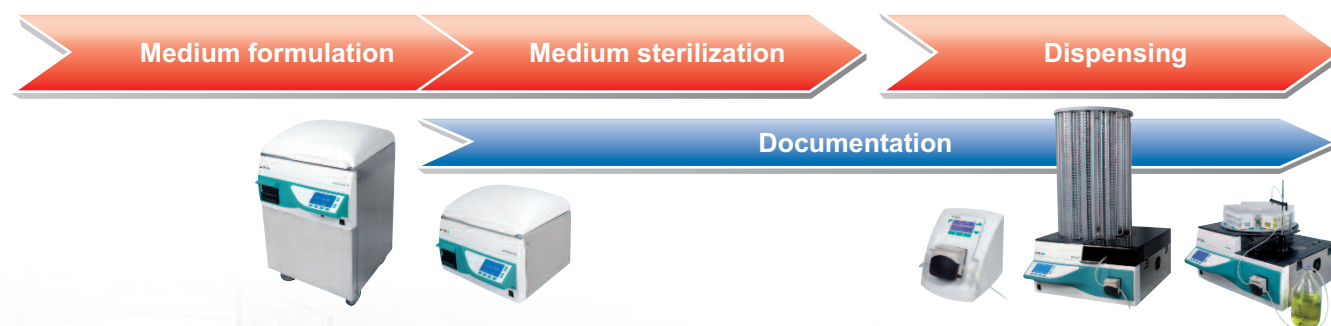 Medium formulation
Medium sterilization
Dispensing
Documentation